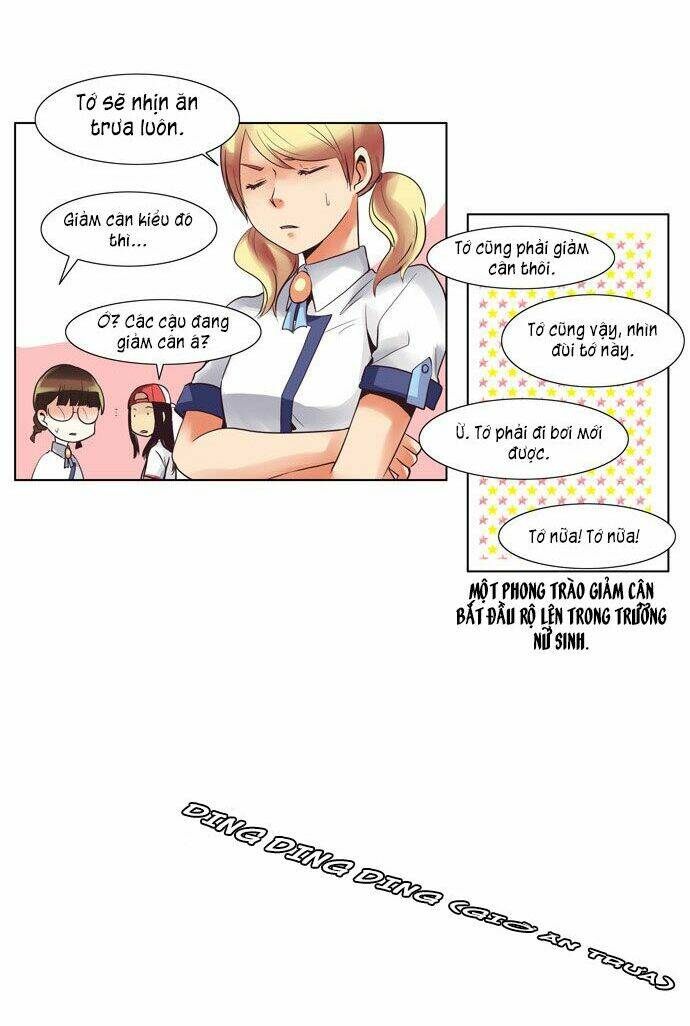 Tớ sẽ nhịn ăn
trưa luôn.
Giảm cân kiểu đó
thì...
Ớ? Các cậu đang
giảm cân à?
...
Tớ cũng phải giảm
cân thôi.
Tớ cũng vậy, nhìn
đùi tớ này.
Ừ. Tớ phải đi bơi mới
được.
Tớ nữa! Tớ nữa!
MỘT PHONG TRÀO GIẢM CÂN
BẮT ĐẦU RỘ LÊN TRONG TRƯỜNG
NỮ SINH.
DING DING DING (GIỜ ĂN TRƯA)